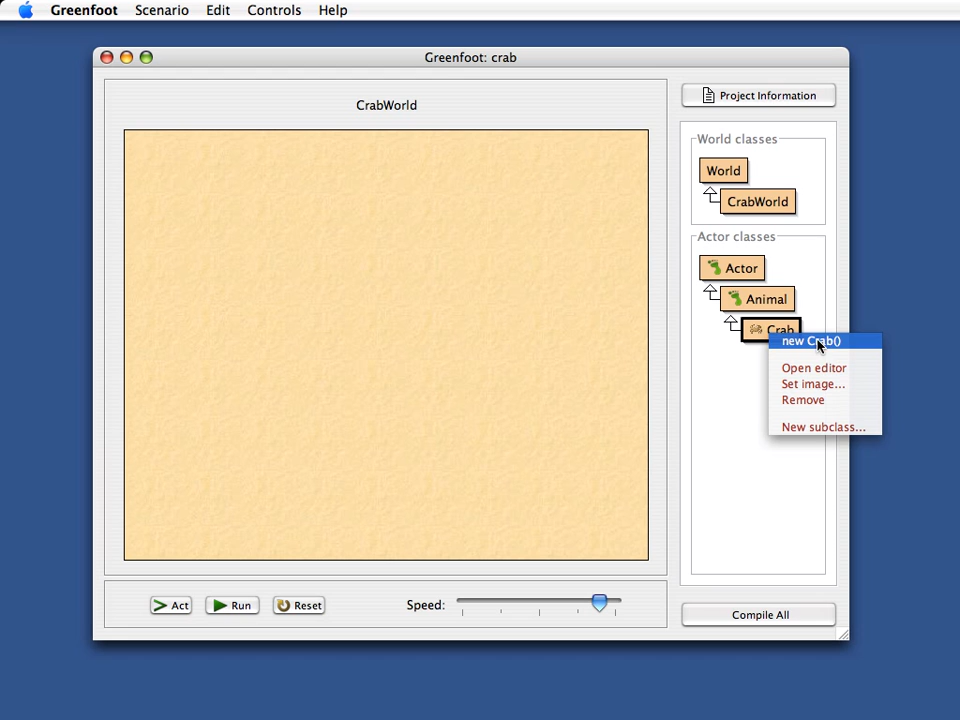 Greenfoot Scenario Edit Controls Help
Greenfoot: crab
CrabWorld
Project Information
World classes
World
CrabWorld
Actor classes
Actor
Animal
Crab
new Crab()
Open editor
Set image...
Remove
New subclass...
Act Run Reset Speed:
Compile All